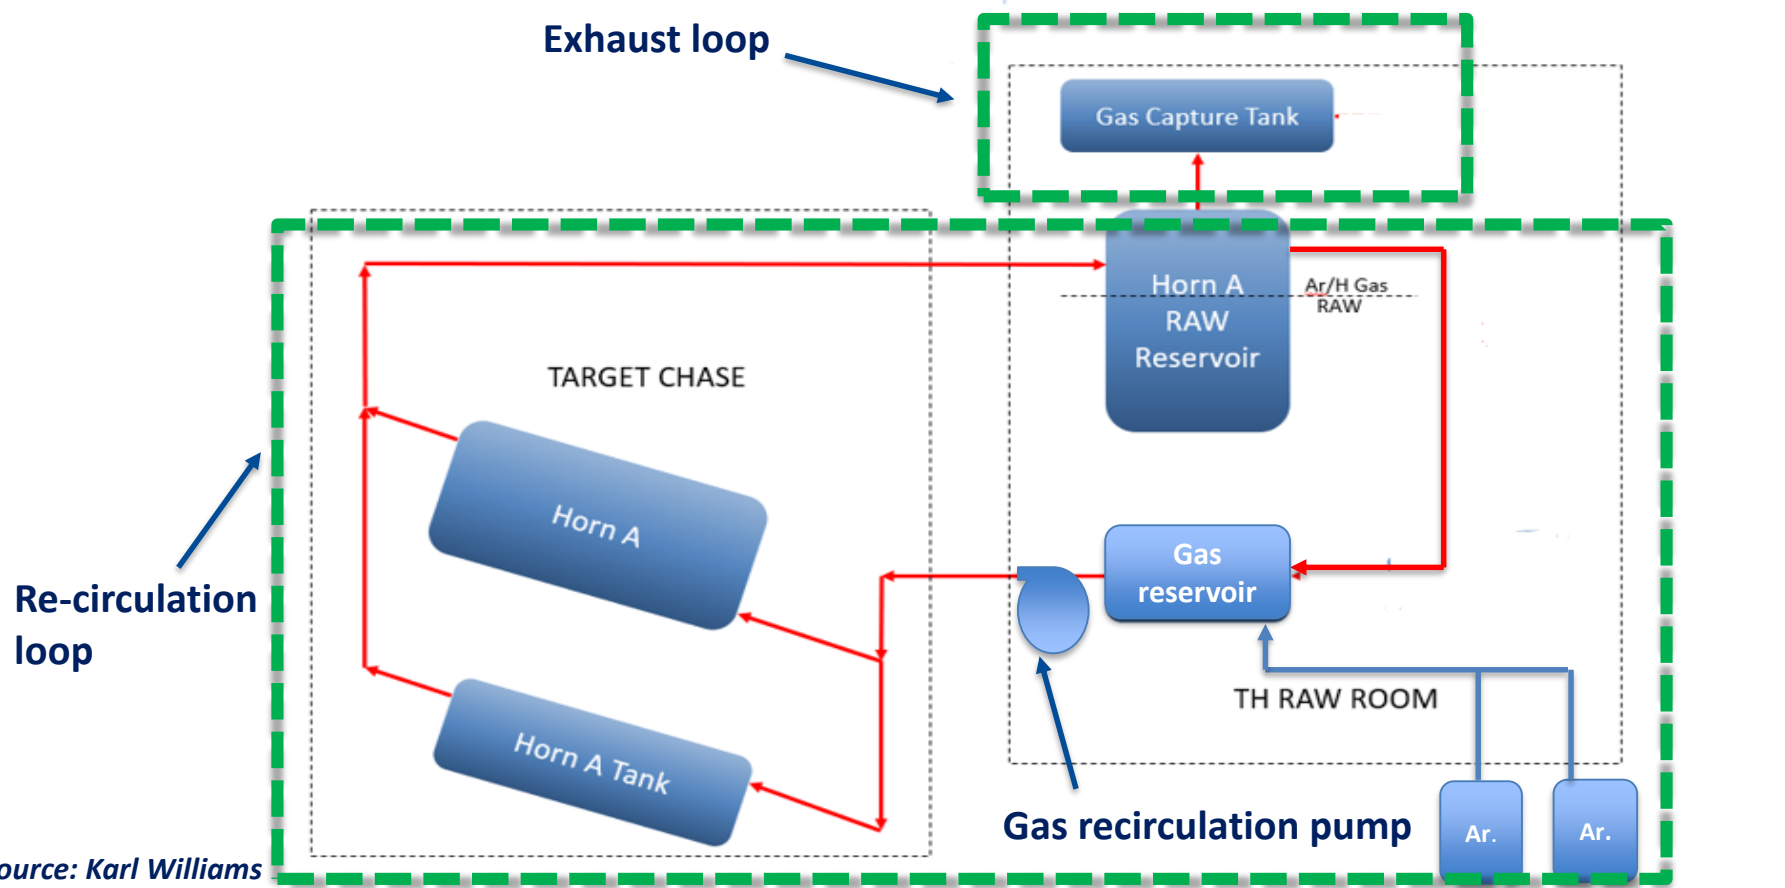 Exhaust loop
Gas Capture Tank
Horn A
RAW
Reservoir
Ar/H Gas
RAW
TARGET CHASE
Horn A
Gas
reservoir
Re-circulation
loop
TH RAW ROOM
Horn A Tank
Gas recirculation pump
Ar.
Ar.
ource: Karl Williams